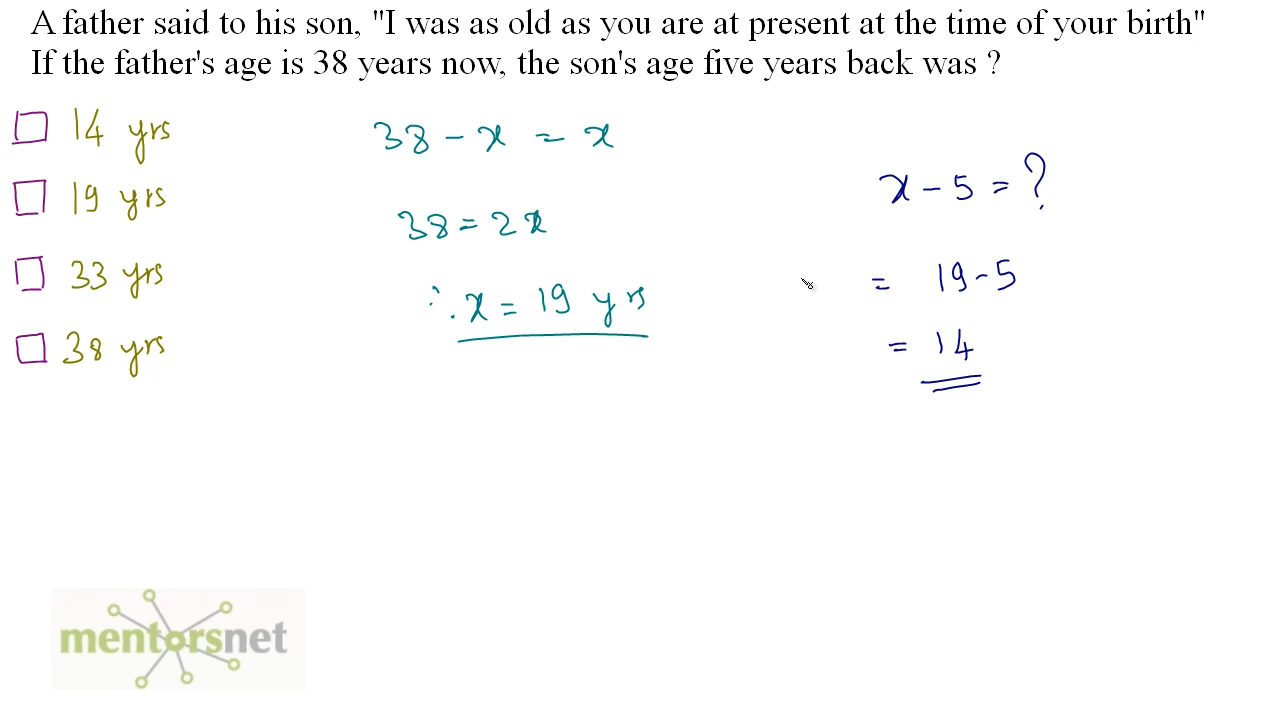 A father said to his son, "I was as old as you are at present at the time of your birth"
If the father's age is 38 years now, the son's age five years back was ?
14 yrs
19 yrs
33 yrs
38 yrs
38 - x = x
38 = 2x
∴ x = 19 yrs
x - 5 = ?
= 19 - 5
= 14
mentorsnet